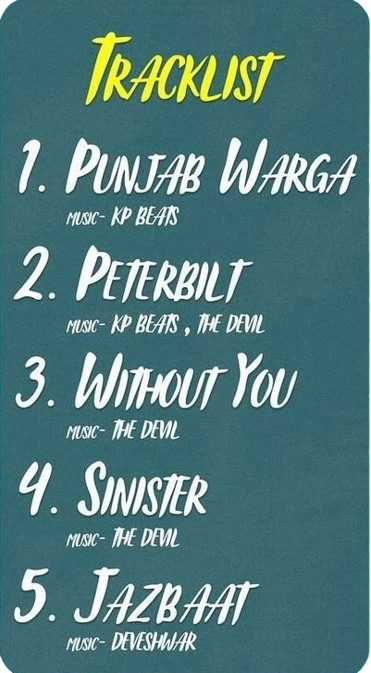 TRACKLIST
1. PUNJAB WARGA
MUSIC- KP BEATS
2. PETERBILT
MUSIC- KP BEATS , THE DEVIL
3. WITHOUT YOU
MUSIC- THE DEVIL
4. SINISTER
MUSIC- THE DEVIL
5. JAZBAAT
MUSIC- DEVESHWAR